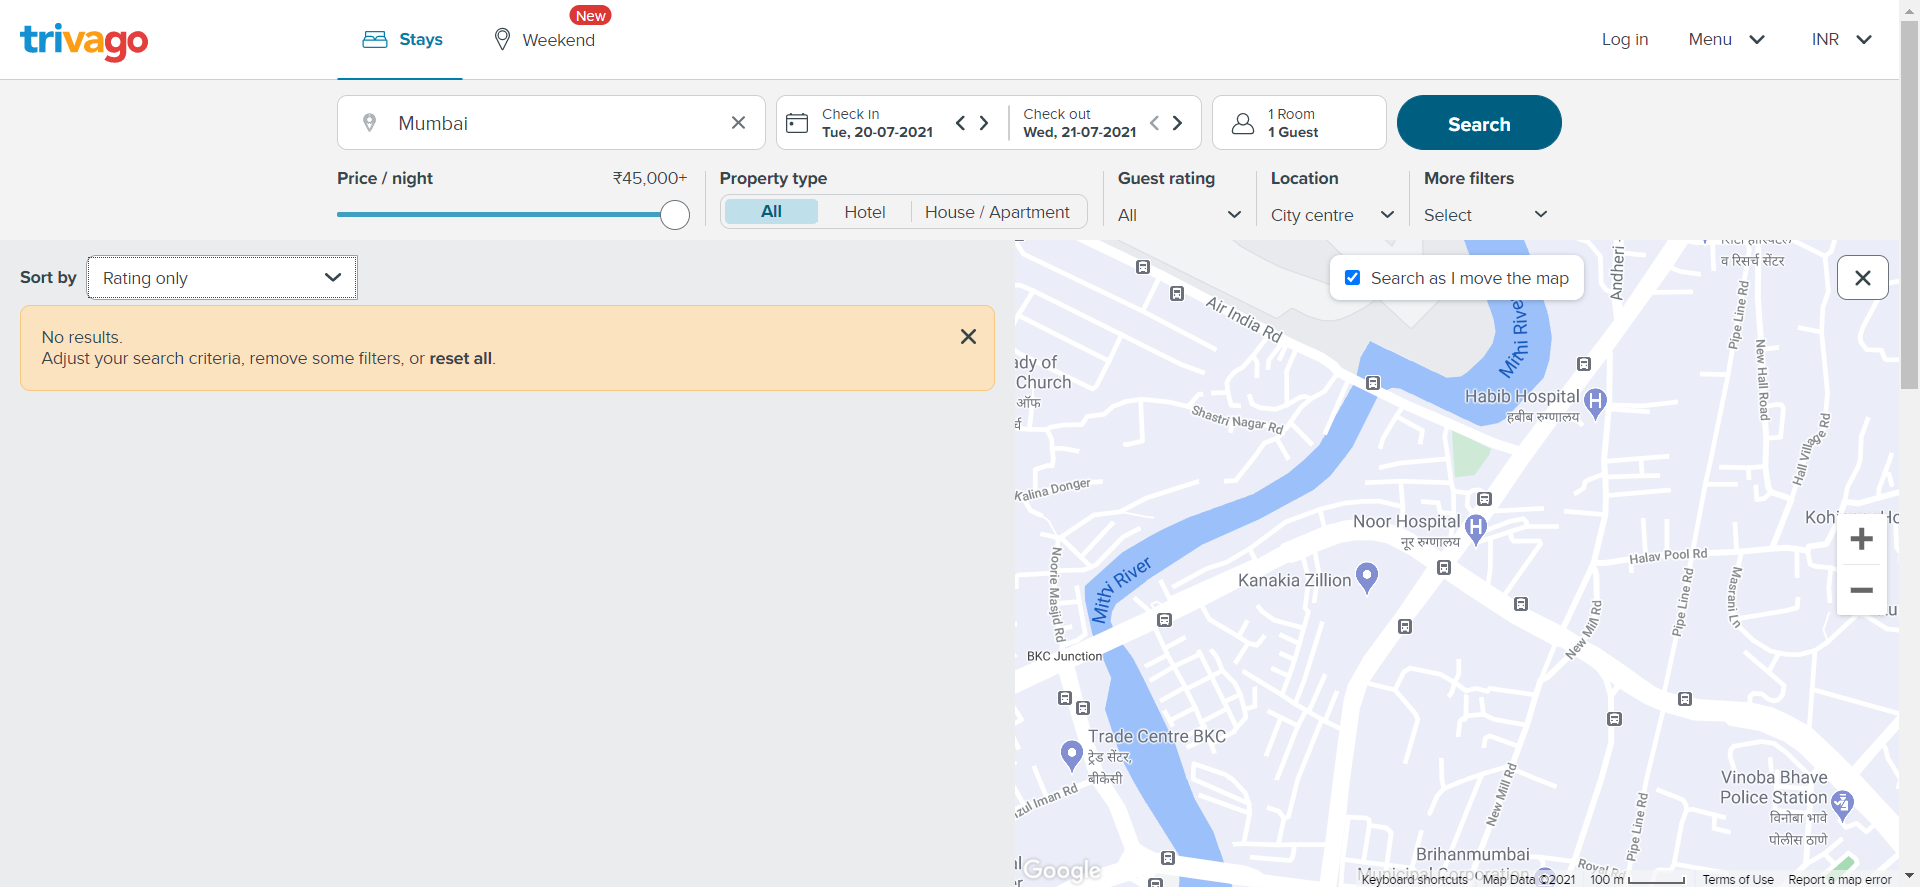 trivago
Stays
New
Weekend
Log in
Menu
INR
Mumbai
Check in
Tue, 20-07-2021
Check out
Wed, 21-07-2021
1 Room
1 Guest
Search
Price / night
₹45,000+
Property type
All
Hotel
House / Apartment
Guest rating
All
Location
City centre
More filters
Select
Sort by
Rating only
No results.
Adjust your search criteria, remove some filters, or reset all.
Search as I move the map
Air India Rd
Mithi River
Andheri
व रिसर्च सेंटर
Pipe Line Rd
New Hall Road
ady of
Church
ऑफ
Shastri Nagar Rd
Habib Hospital
हबीब रुग्णालय
Hall Village Rd
Kalina Donger
Noor Hospital
नूर रुग्णालय
Kanakia Zillion
Halav Pool Rd
Noorie Masjid Rd
Mithi River
Pipe Line Rd
Masrani Ln
New Mill Rd
BKC Junction
Trade Centre BKC
ट्रेड सेंटर,
बीकेसी
zul Iman Rd
New Mill Rd
Pipe Line Rd
Vinoba Bhave
Police Station
विनोबा भावे
पोलीस ठाणे
Brihanmumbai
Municipal Corporation
Google
Keyboard shortcuts
Map Data ©2021
100 m
Terms of Use
Report a map error